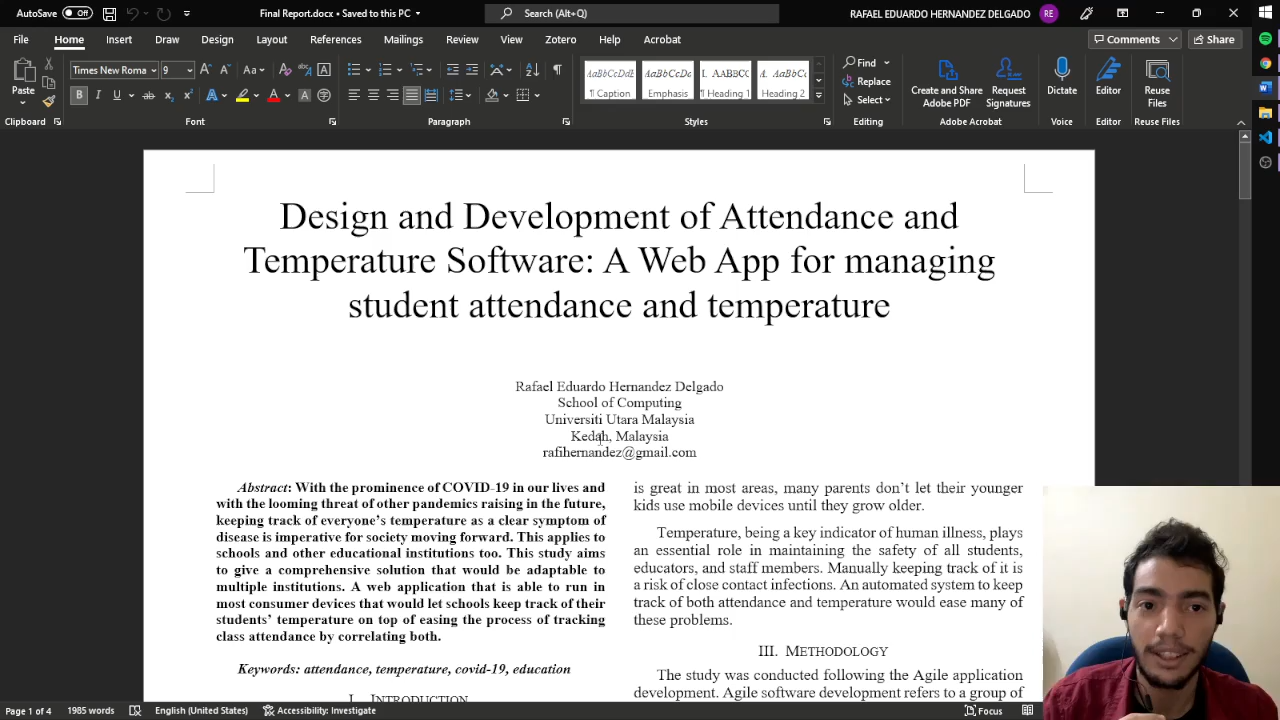 AutoSave Off Final Report.docx • Saved to this PC Search (Alt+Q) RAFAEL EDUARDO HERNANDEZ DELGADO RE
File Home Insert Draw Design Layout References Mailings Review View Zotero Help Acrobat Comments Share
Paste Times New Roma 9 Aa Find Replace Select
AaBbCcDdE ¶ Caption AaBbCcDc Emphasis I. AABBCC ¶ Heading 1 A. AaBbCc Heading 2
Create and Share Adobe PDF Request Signatures Dictate Editor Reuse Files
Clipboard Font Paragraph Styles Editing Adobe Acrobat Voice Editor Reuse Files
Design and Development of Attendance and
Temperature Software: A Web App for managing
student attendance and temperature
Rafael Eduardo Hernandez Delgado
School of Computing
Universiti Utara Malaysia
Kedah, Malaysia
rafihernandez@gmail.com
Abstract: With the prominence of COVID-19 in our lives and
with the looming threat of other pandemics raising in the future,
keeping track of everyone’s temperature as a clear symptom of
disease is imperative for society moving forward. This applies to
schools and other educational institutions too. This study aims
to give a comprehensive solution that would be adaptable to
multiple institutions. A web application that is able to run in
most consumer devices that would let schools keep track of their
students’ temperature on top of easing the process of tracking
class attendance by correlating both.
Keywords: attendance, temperature, covid-19, education
I. INTRODUCTION
is great in most areas, many parents don’t let their younger
kids use mobile devices until they grow older.
Temperature, being a key indicator of human illness, plays
an essential role in maintaining the safety of all students,
educators, and staff members. Manually keeping track of it is
a risk of close contact infections. An automated system to keep
track of both attendance and temperature would ease many of
these problems.
III. METHODOLOGY
The study was conducted following the Agile application
development. Agile software development refers to a group of
Page 1 of 4 1985 words English (United States) Accessibility: Investigate Focus